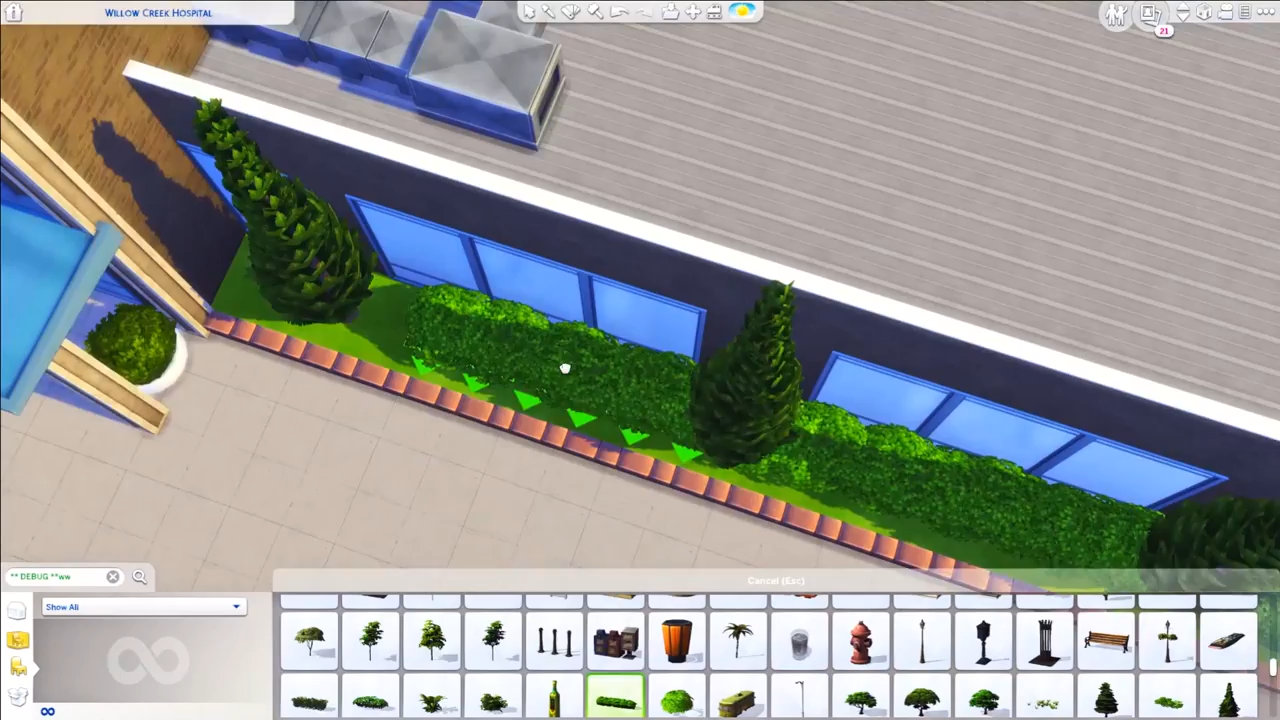 WILLOW CREEK HOSPITAL
21
** DEBUG **ww
Cancel (Esc)
Show All